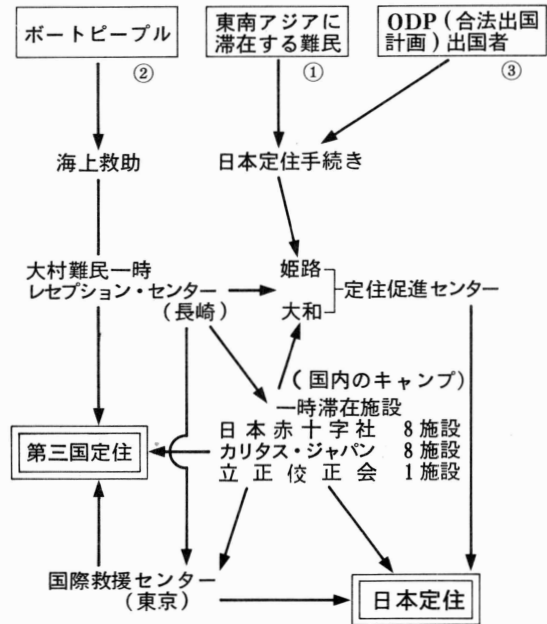 ボートピープル
②
東南アジアに
滞在する難民
①
ODP(合法出国
計画)出国者
③
海上救助
日本定住手続き
大村難民一時
レセプション・センター
(長崎)
姫路
大和
定住促進センター
(国内のキャンプ)
一時滞在施設
日本赤十字社 8施設
カリタス・ジャパン 8施設
立正佼正会 1施設
第三国定住
国際救援センター
(東京)
日本定住